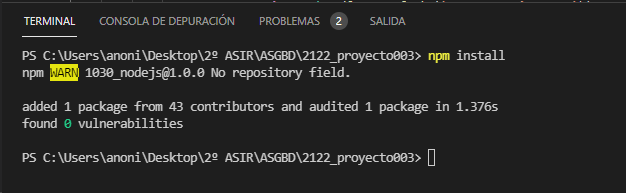 TERMINAL CONSOLA DE DEPURACIÓN PROBLEMAS 2 SALIDA
PS C:\Users\anoni\Desktop\2º ASIR\ASGBD\2122_proyecto003> npm install
npm WARN 1030_nodejs@1.0.0 No repository field.
added 1 package from 43 contributors and audited 1 package in 1.376s
found 0 vulnerabilities
PS C:\Users\anoni\Desktop\2º ASIR\ASGBD\2122_proyecto003>